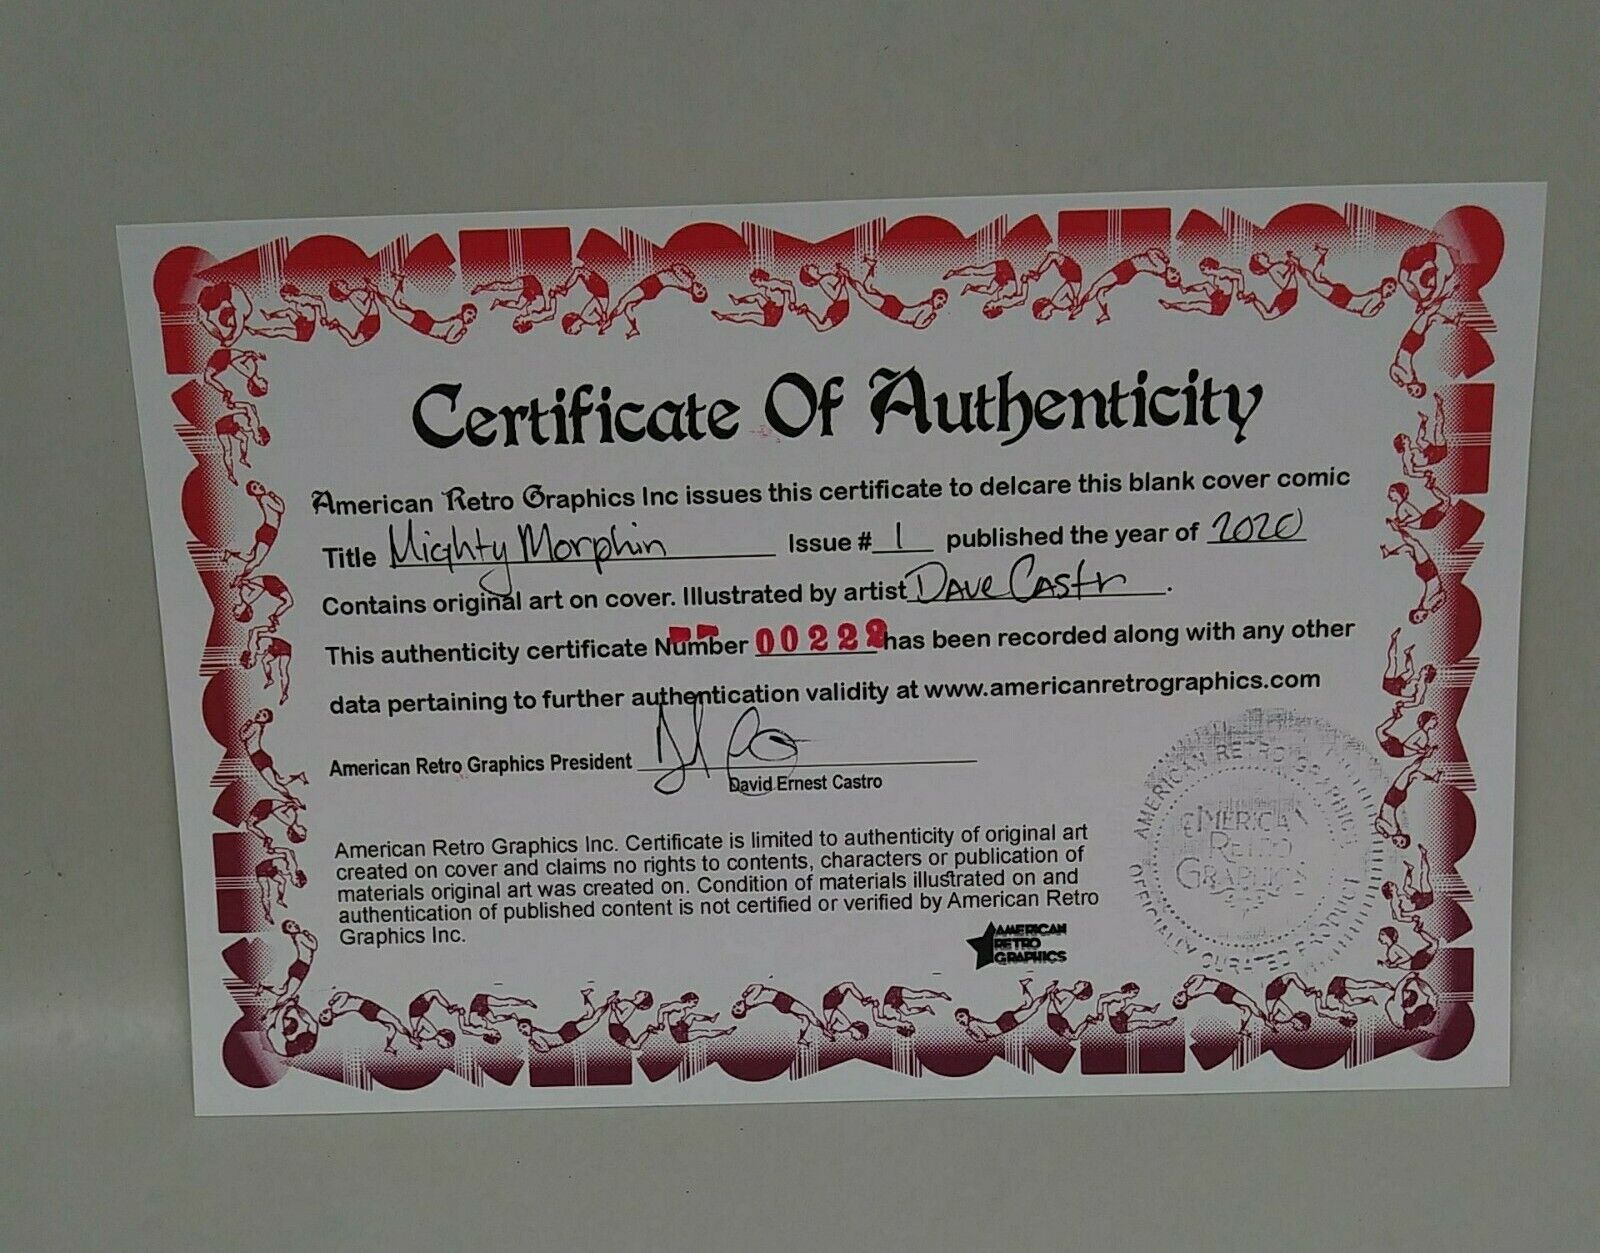 Certificate Of Authenticity
American Retro Graphics Inc issues this certificate to delcare this blank cover comic
Title Mighty Morphin Issue # 1 published the year of 2020
Contains original art on cover. Illustrated by artist Dave Castr.
This authenticity certificate Number 00222 has been recorded along with any other
data pertaining to further authentication validity at www.americanretrographics.com
American Retro Graphics President
David Ernest Castro
American Retro Graphics Inc. Certificate is limited to authenticity of original art
created on cover and claims no rights to contents, characters or publication of
materials original art was created on. Condition of materials illustrated on and
authentication of published content is not certified or verified by American Retro
Graphics Inc.
AMERICAN
RETRO
GRAPHICS
AMERICAN RETRO GRAPHICS
AMERICAN
RETRO
GRAPHICS
OFFICIALLY CURATED PRODUCT